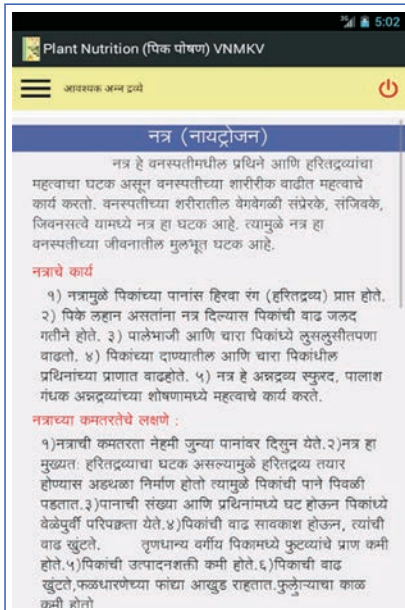 3G 5:02
Plant Nutrition (पिक पोषण) VNMKV
आवश्यक अन्न द्रव्ये
नत्र (नायट्रोजन)
नत्र हे वनस्पतीमधील प्रथिने आणि हरितद्रव्यांचा
महत्वाचा घटक असून वनस्पतीच्या शारीरीक वाढीत महत्वाचे
कार्य करतो. वनस्पतीच्या शरीरातील वेगवेगळी संप्रेरके, संजिवके,
जिवनसत्वे यामध्ये नत्र हा घटक आहे. त्यामुळे नत्र हा
वनस्पतीच्या जीवनातील मुलभूत घटक आहे.
नत्राचे कार्य
१) नत्रामुळे पिकांच्या पानांस हिरवा रंग (हरितद्रव्य) प्राप्त होते.
२) पिके लहान असतांना नत्र दिल्यास पिकांची वाढ जलद
गतीने होते. ३) पालेभाजी आणि चारा पिकांध्ये लुसलुसीतपणा
वाढतो. ४) पिकांच्या दाण्यातील आणि चारा पिकांधील
प्रथिनांच्या प्राणात वाढहोते. ५) नत्र हे अन्नद्रव्य स्फुरद, पालाश
गंधक अन्नद्रव्यांच्या शोषणामध्ये महत्वाचे कार्य करते.
नत्राच्या कमतरतेचे लक्षणे :
१)नत्राची कमतरता नेहमी जुन्या पानांवर दिसुन येते.२)नत्र हा
मुख्यत: हरितद्रव्याचा घटक असल्यामुळे हरितद्रव्य तयार
होण्यास अडथळा निर्माण होतो त्यामुळे पिकांची पाने पिवळी
पडतात.३)पानाची संख्या आणि प्रथिनांमध्ये घट होऊन पिकांध्ये
वेळेपुर्वी परिपक्वता येते.४)पिकांची वाढ सावकाश होऊन, त्यांची
वाढ खुंटते. तृणधान्य वर्गीय पिकामध्ये फुटव्यांचे प्राण कमी
होते.५)पिकांची उत्पादनशक्ती कमी होते.६)पिकाची वाढ
खुंटते,फळधारणेच्या फांद्या आखुड राहतात.फुलोऱ्याचा काळ
कमी होतो